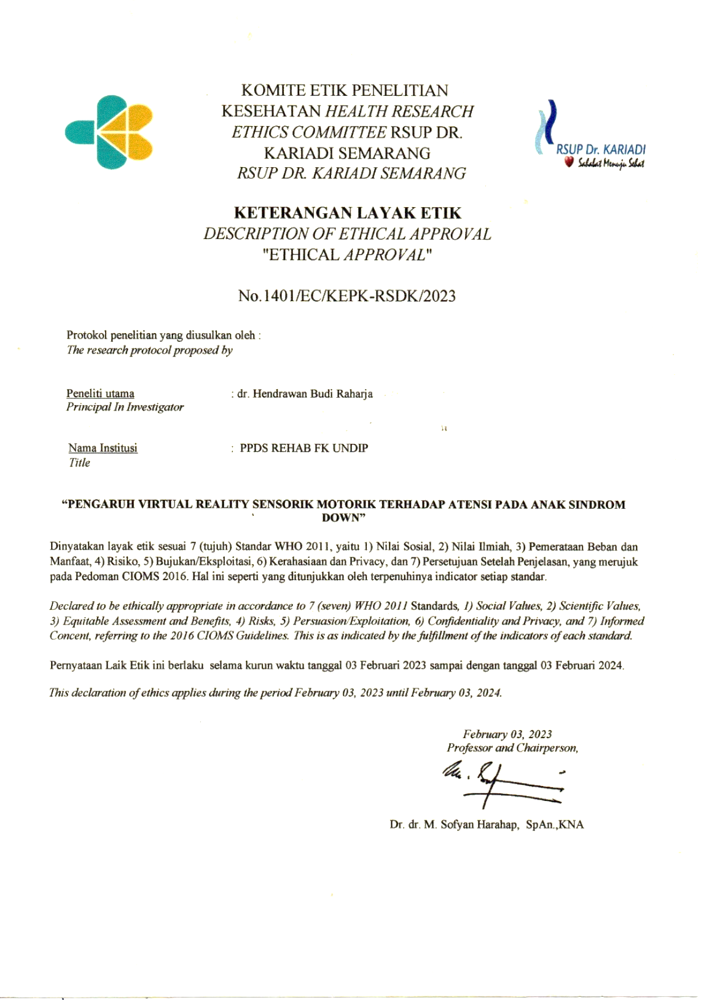 KOMITE ETIK PENELITIAN
KESEHATAN HEALTH RESEARCH
ETHICS COMMITTEE RSUP DR.
KARIADI SEMARANG
RSUP DR. KARIADI SEMARANG
RSUP Dr. KARIADI
Sahabat Menuju Sehat
KETERANGAN LAYAK ETIK
DESCRIPTION OF ETHICAL APPROVAL
"ETHICAL APPROVAL"
No.1401/EC/KEPK-RSDK/2023
Protokol penelitian yang diusulkan oleh :
The research protocol proposed by
Peneliti utama : dr. Hendrawan Budi Raharja
Principal In Investigator
Nama Institusi : PPDS REHAB FK UNDIP
Title
“PENGARUH VIRTUAL REALITY SENSORIK MOTORIK TERHADAP ATENSI PADA ANAK SINDROM
DOWN”
Dinyatakan layak etik sesuai 7 (tujuh) Standar WHO 2011, yaitu 1) Nilai Sosial, 2) Nilai Ilmiah, 3) Pemerataan Beban dan
Manfaat, 4) Risiko, 5) Bujukan/Eksploitasi, 6) Kerahasiaan dan Privacy, dan 7) Persetujuan Setelah Penjelasan, yang merujuk
pada Pedoman CIOMS 2016. Hal ini seperti yang ditunjukkan oleh terpenuhinya indicator setiap standar.
Declared to be ethically appropriate in accordance to 7 (seven) WHO 2011 Standards, 1) Social Values, 2) Scientific Values,
3) Equitable Assessment and Benefits, 4) Risks, 5) Persuasion/Exploitation, 6) Confidentiality and Privacy, and 7) Informed
Concent, referring to the 2016 CIOMS Guidelines. This is as indicated by the fulfillment of the indicators of each standard.
Pernyataan Laik Etik ini berlaku selama kurun waktu tanggal 03 Februari 2023 sampai dengan tanggal 03 Februari 2024.
This declaration of ethics applies during the period February 03, 2023 until February 03, 2024.
February 03, 2023
Professor and Chairperson,
Dr. dr. M. Sofyan Harahap, SpAn.,KNA